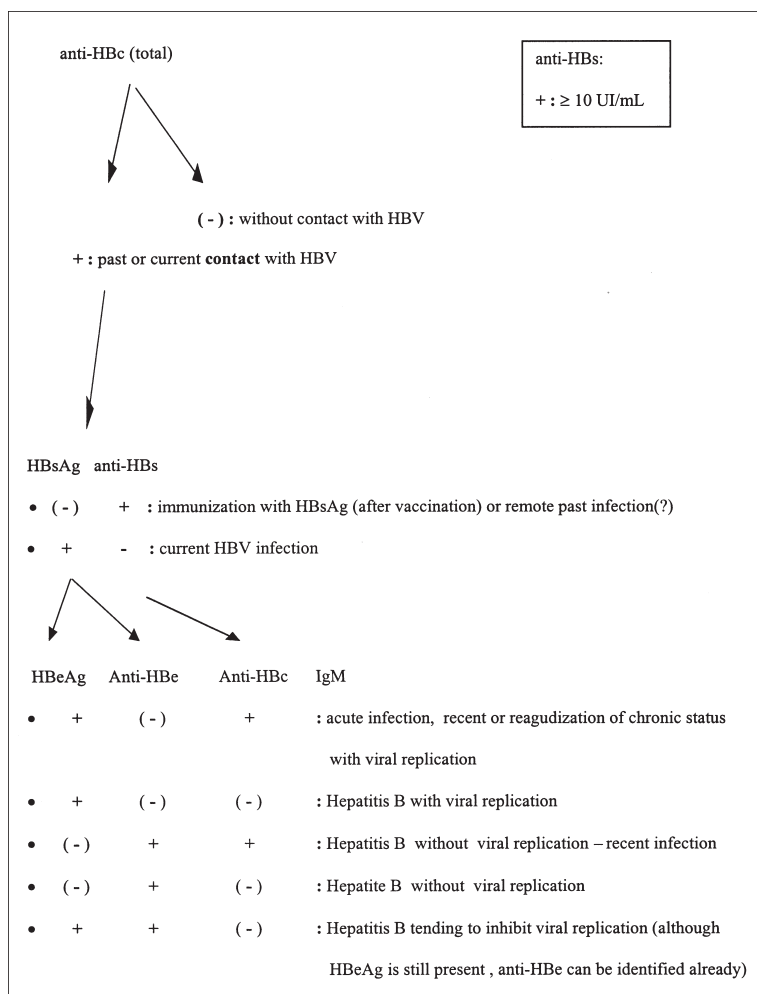 anti-HBc (total)
anti-HBs:
+ : ≥ 10 UI/mL
( - ) : without contact with HBV
+ : past or current contact with HBV
HBsAg anti-HBs
• ( - ) + : immunization with HBsAg (after vaccination) or remote past infection(?)
• + - : current HBV infection
HBeAg Anti-HBe Anti-HBc IgM
• + ( - ) + : acute infection, recent or reagudization of chronic status
with viral replication
• + ( - ) ( - ) : Hepatitis B with viral replication
• ( - ) + + : Hepatitis B without viral replication – recent infection
• ( - ) + ( - ) : Hepatite B without viral replication
• + + ( - ) : Hepatitis B tending to inhibit viral replication (although
HBeAg is still present , anti-HBe can be identified already)